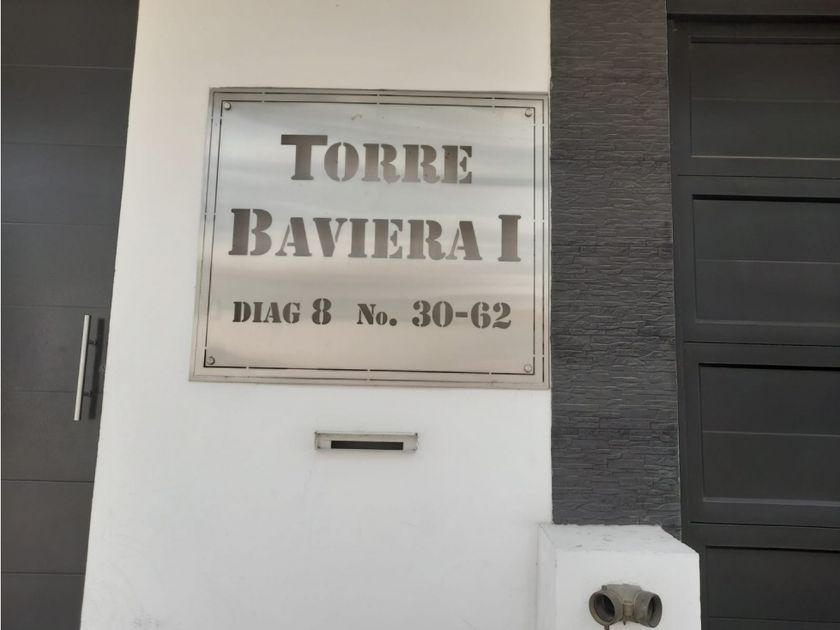 TORRE
BAVIERA I
DIAG 8 No. 30-62